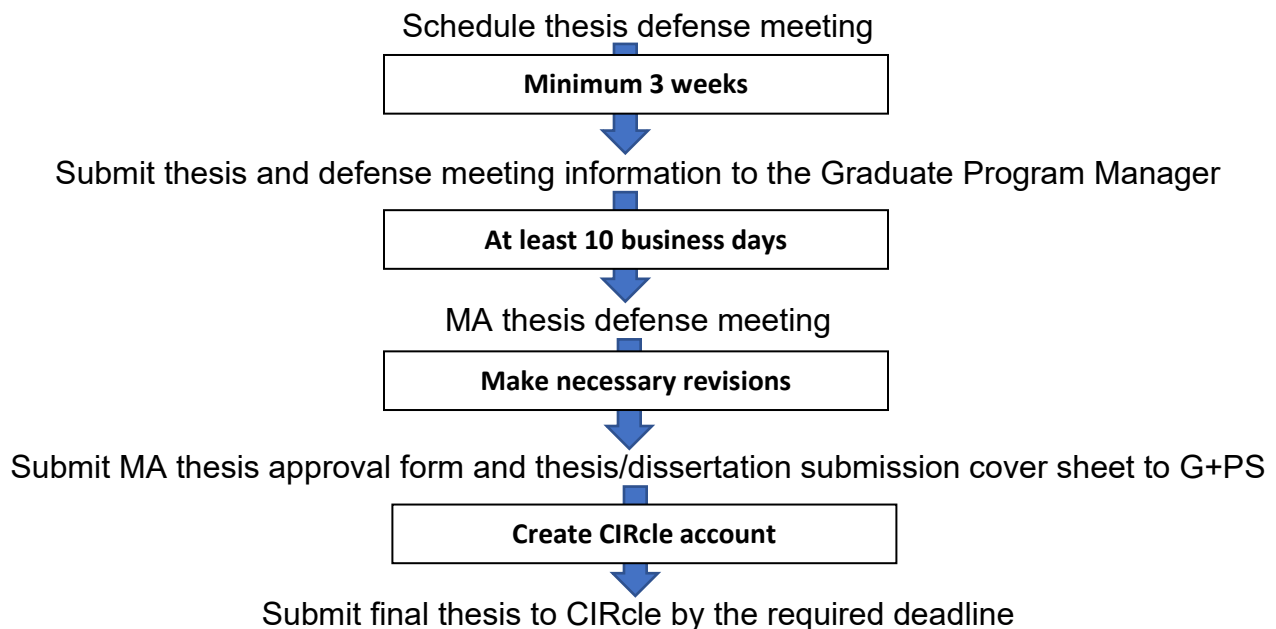 Schedule thesis defense meeting
Minimum 3 weeks
Submit thesis and defense meeting information to the Graduate Program Manager
At least 10 business days
MA thesis defense meeting
Make necessary revisions
Submit MA thesis approval form and thesis/dissertation submission cover sheet to G+PS
Create CIRcle account
Submit final thesis to CIRcle by the required deadline